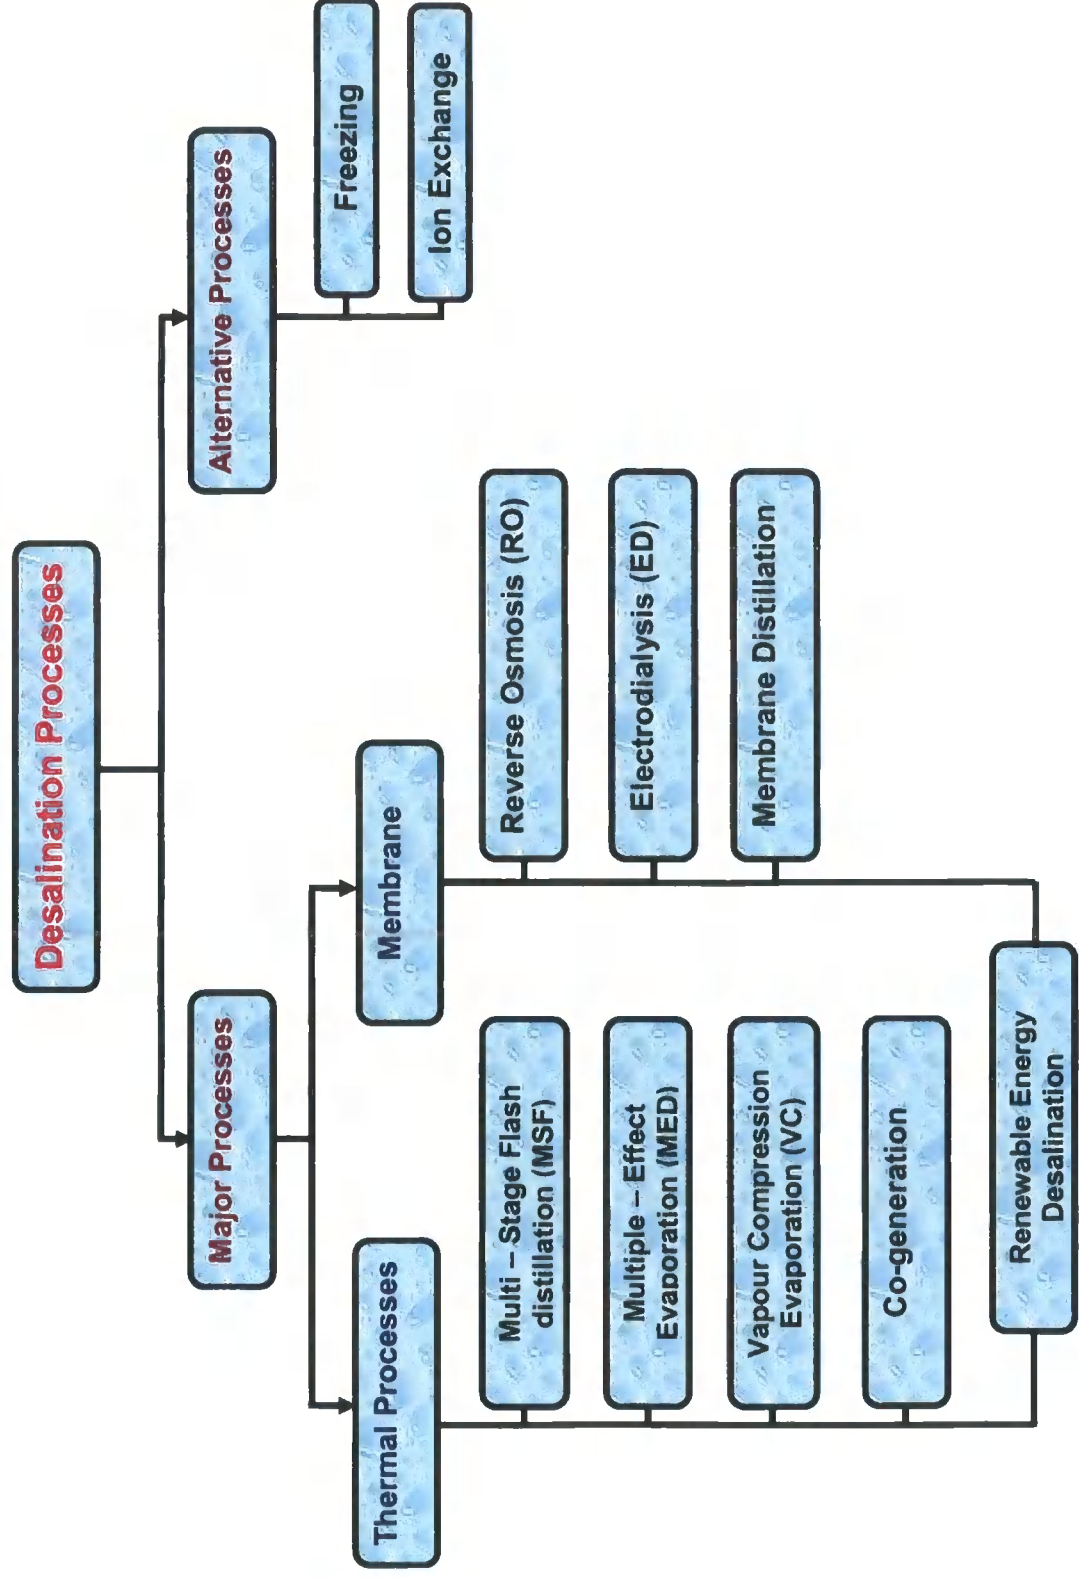 Desalination Processes
Major Processes
Alternative Processes
Thermal Processes
Membrane
Freezing
Ion Exchange
Multi – Stage Flash
distillation (MSF)
Multiple – Effect
Evaporation (MED)
Vapour Compression
Evaporation (VC)
Co-generation
Reverse Osmosis (RO)
Electrodialysis (ED)
Membrane Distillation
Renewable Energy
Desalination